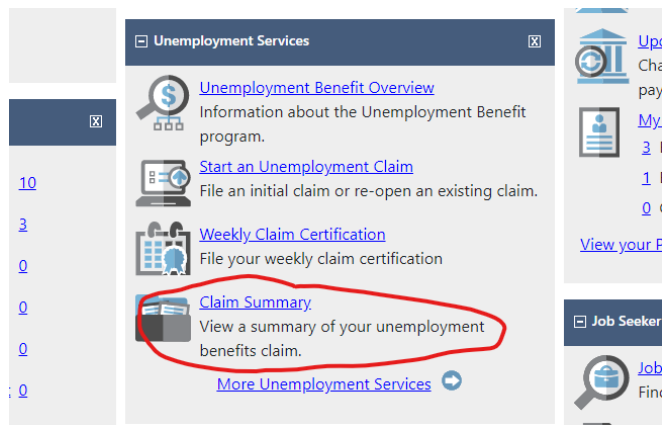 Unemployment Services
Unemployment Benefit Overview
Information about the Unemployment Benefit
program.
Start an Unemployment Claim
File an initial claim or re-open an existing claim.
Weekly Claim Certification
File your weekly claim certification
Claim Summary
View a summary of your unemployment
benefits claim.
More Unemployment Services
10
3
0
0
0
0
My
3
1
0
View your P
Job Seeker
Job